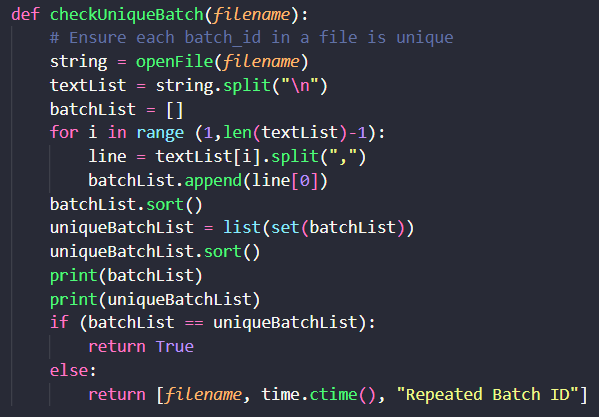 def checkUniqueBatch(filename):
    # Ensure each batch_id in a file is unique
    string = openFile(filename)
    textList = string.split("\n")
    batchList = []
    for i in range (1,len(textList)-1):
        line = textList[i].split(",")
        batchList.append(line[0])
    batchList.sort()
    uniqueBatchList = list(set(batchList))
    uniqueBatchList.sort()
    print(batchList)
    print(uniqueBatchList)
    if (batchList == uniqueBatchList):
        return True
    else:
        return [filename, time.ctime(), "Repeated Batch ID"]